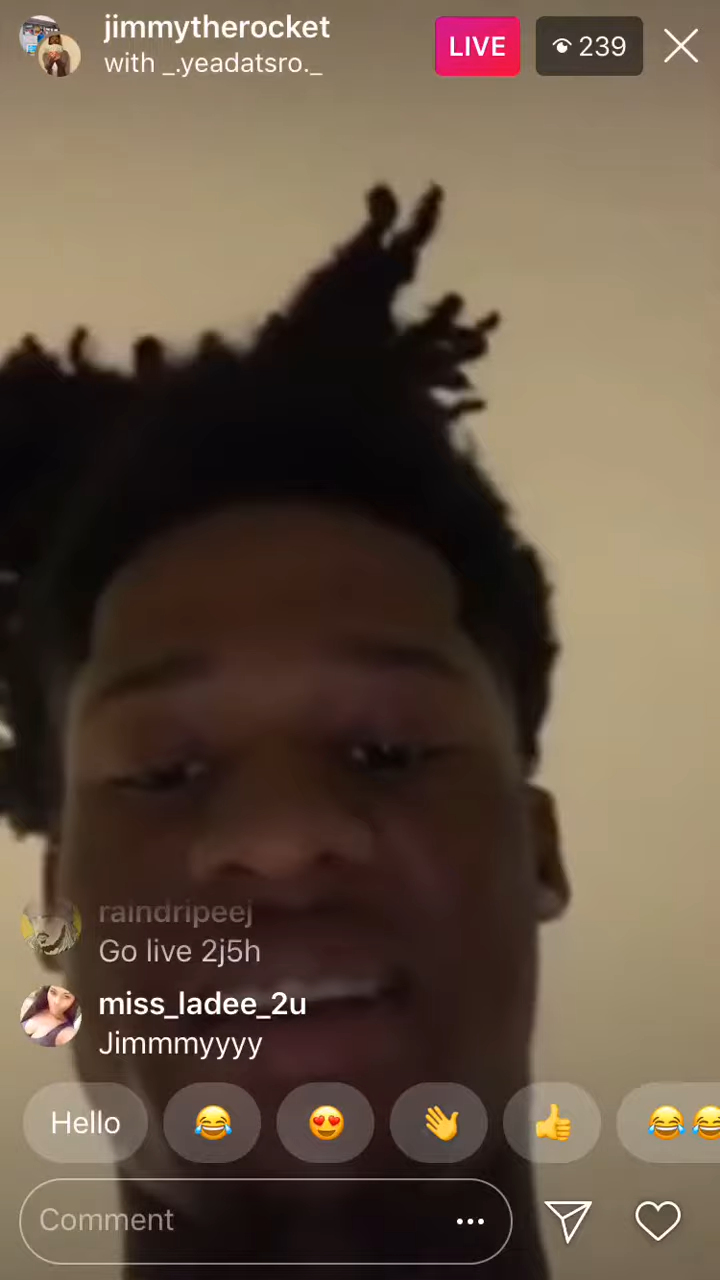 jimmytherocket
with _.yeadatsro._
LIVE
239
raindripeej
Go live 2j5h
miss_ladee_2u
Jimmmyyyy
Hello
Comment